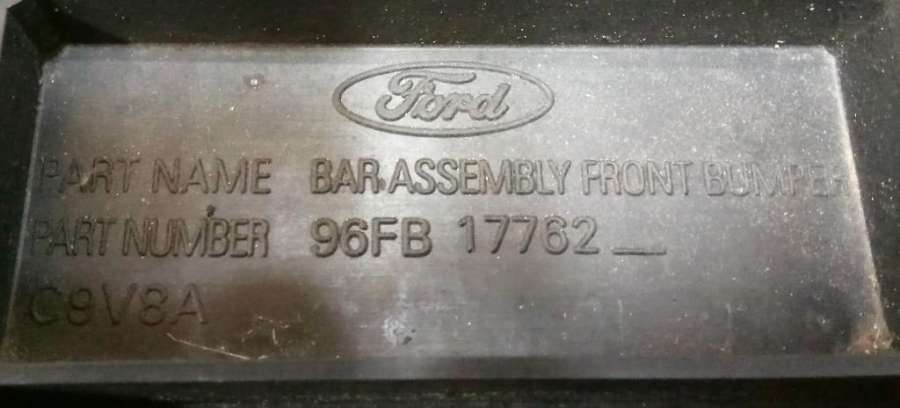 Ford
PART NAME BAR ASSEMBLY FRONT BUMPER
PART NUMBER 96FB 17762 __
C9V8A